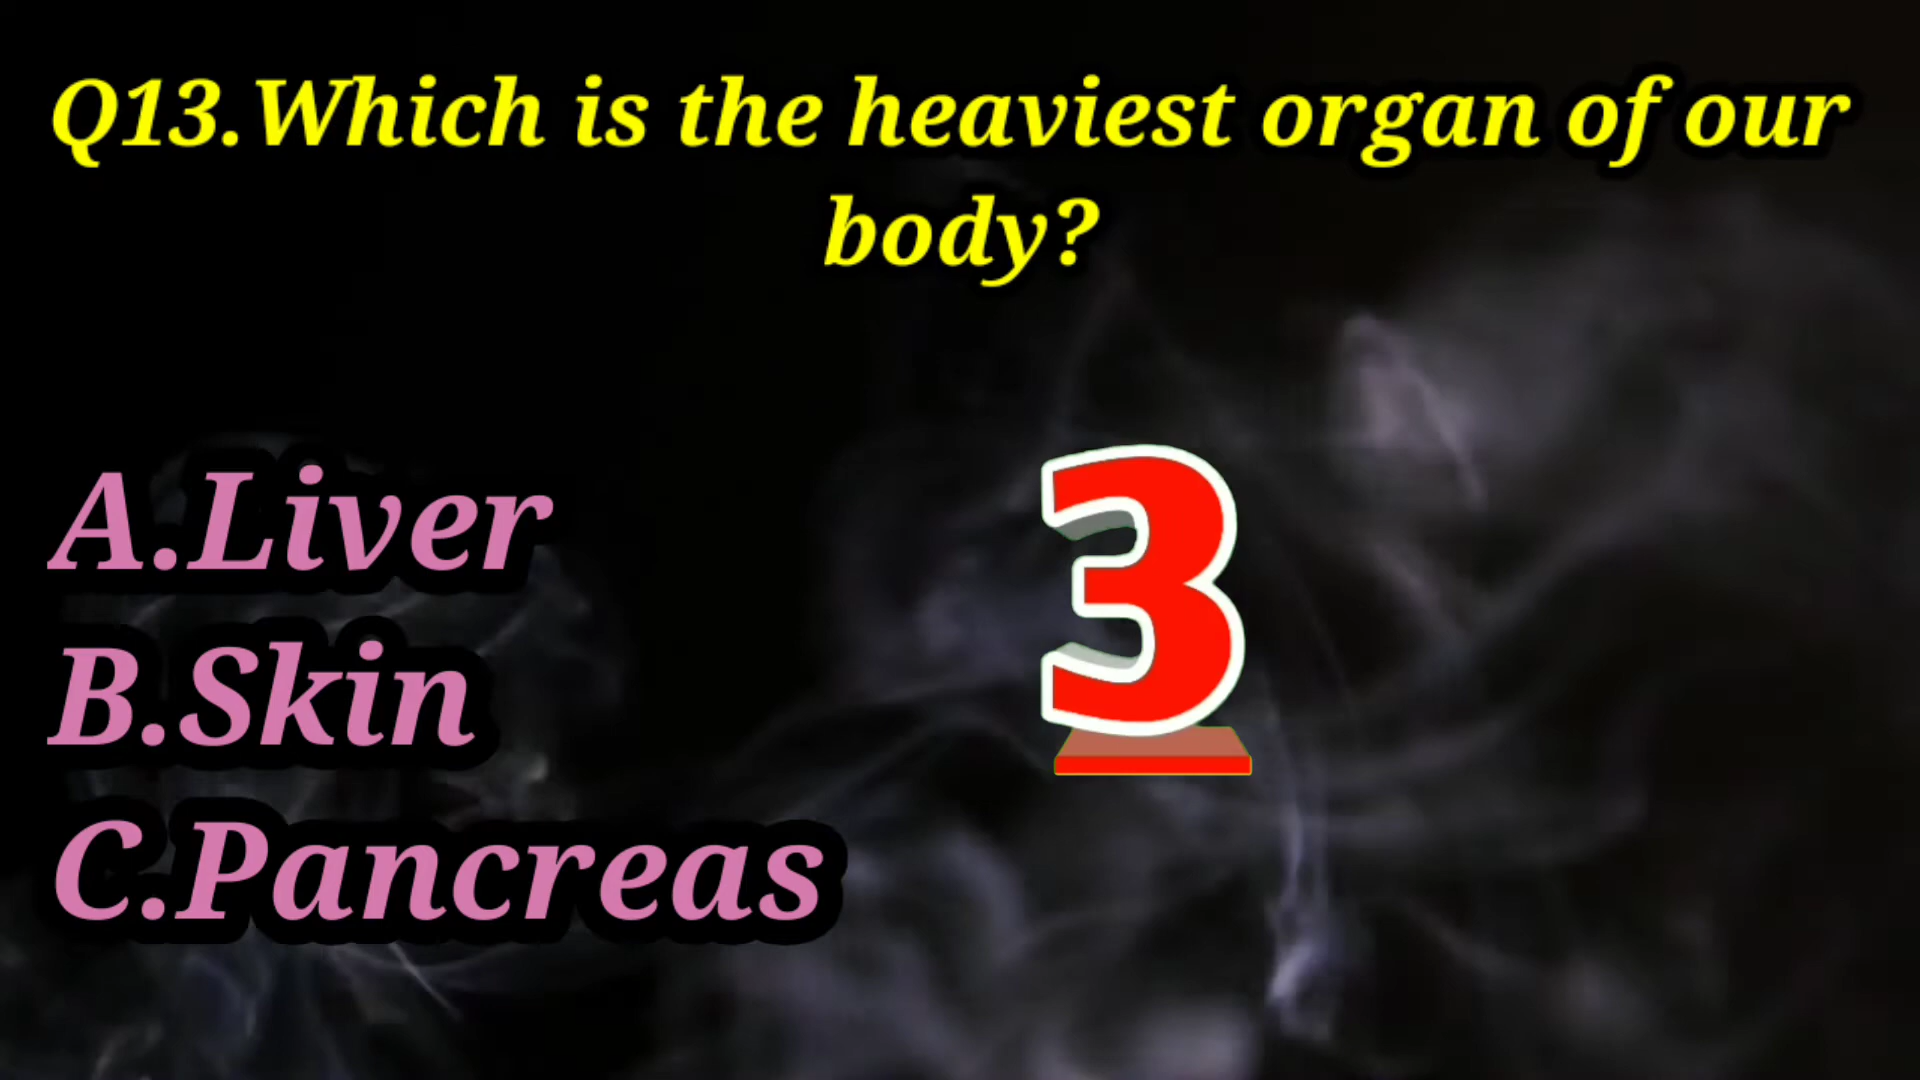 Q13.Which is the heaviest organ of our
body?
A.Liver
B.Skin
C.Pancreas
3